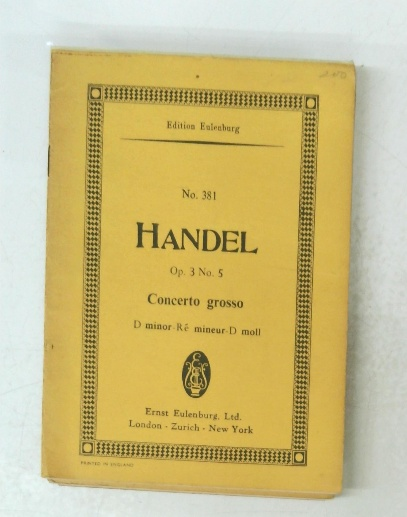 Edition Eulenburg
No. 381
HANDEL
Op. 3 No. 5
Concerto grosso
D minor-Ré mineur-D moll
Ernst Eulenburg, Ltd.
London - Zurich - New York
PRINTED IN ENGLAND